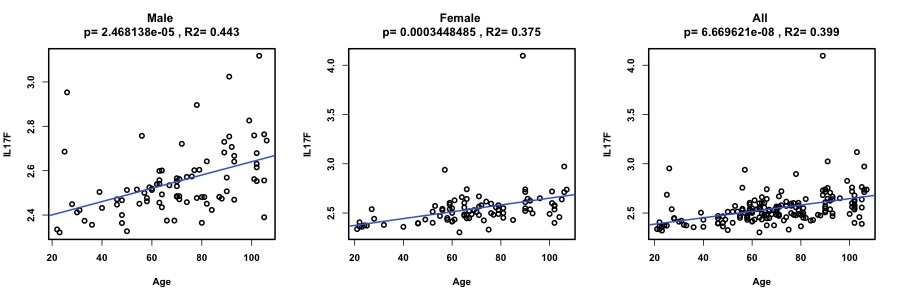 Male
p= 2.468138e-05 , R2= 0.443
IL17F
3.0
2.8
2.6
2.4
20 40 60 80 100
Age
Female
p= 0.0003448485 , R2= 0.375
IL17F
4.0
3.5
3.0
2.5
20 40 60 80 100
Age
All
p= 6.669621e-08 , R2= 0.399
IL17F
4.0
3.5
3.0
2.5
20 40 60 80 100
Age